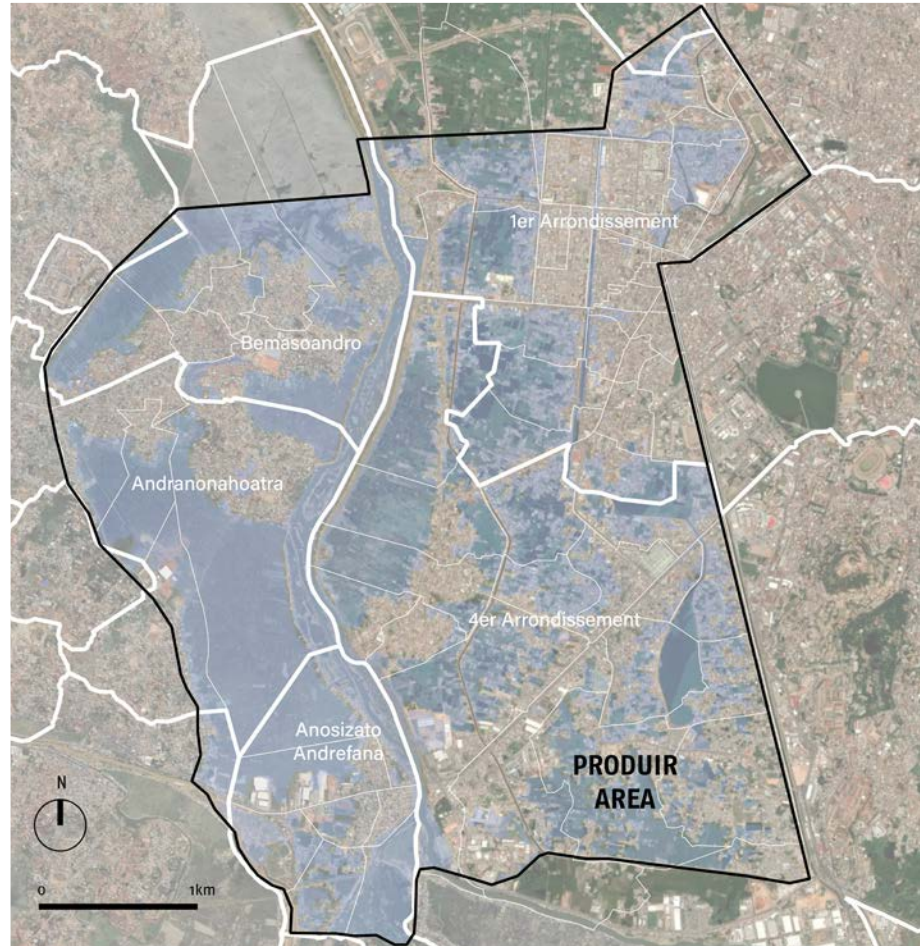 1er Arrondissement
Bemasoandro
Andranonahoatra
4er Arrondissement
Anosizato
Andrefana
PRODUIR
AREA
N
0
1km